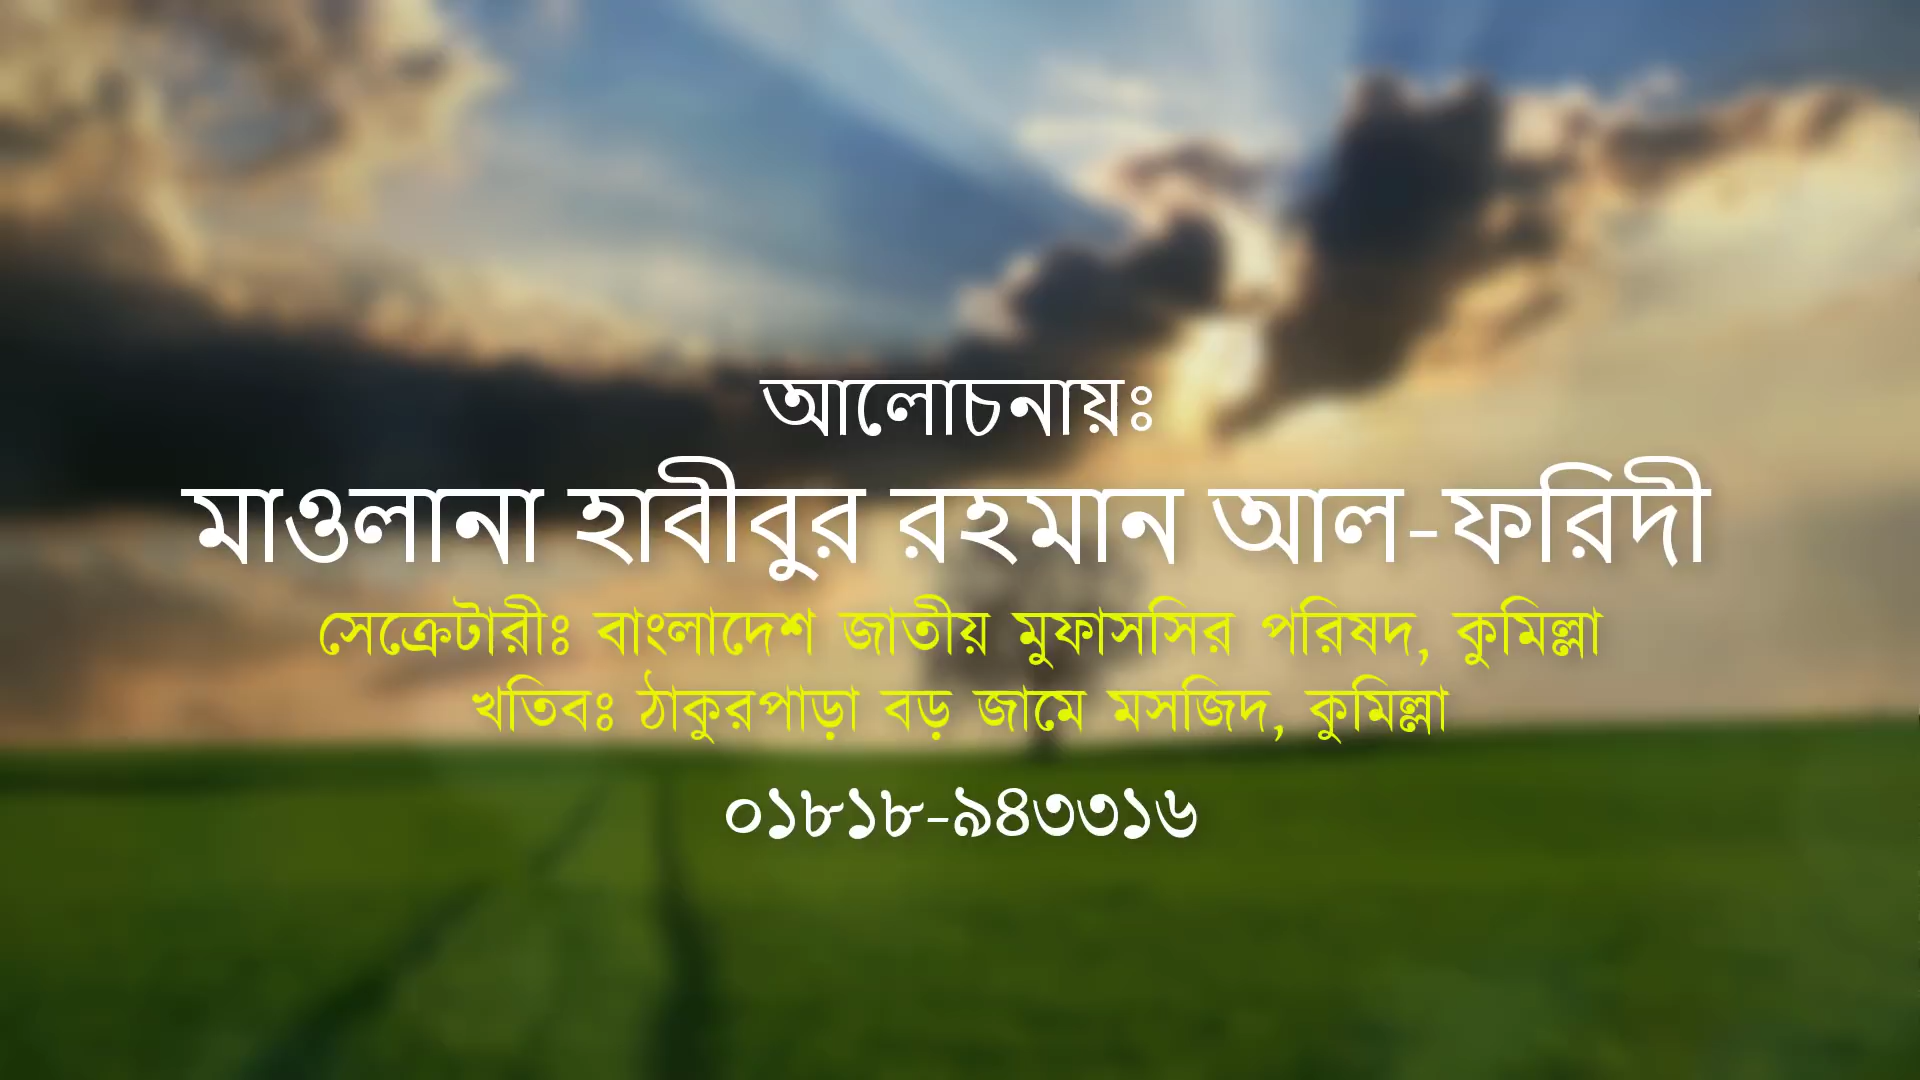 আলোচনায়ঃ
মাওলানা হাবীবুর রহমান আল-ফরিদী
সেক্রেটারীঃ বাংলাদেশ জাতীয় মুফাসসির পরিষদ, কুমিল্লা
খতিবঃ ঠাকুরপাড়া বড় জামে মসজিদ, কুমিল্লা
০১৮১৮-৯৪৩৩১৬